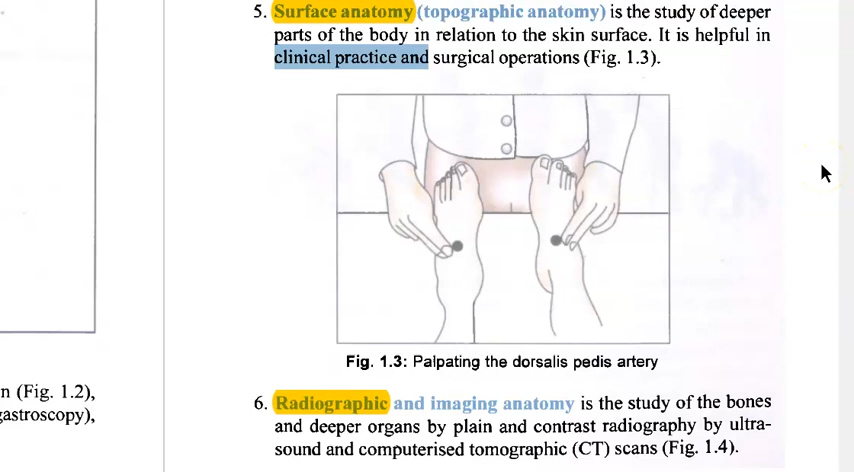 5. Surface anatomy (topographic anatomy) is the study of deeper
parts of the body in relation to the skin surface. It is helpful in
clinical practice and surgical operations (Fig. 1.3).
Fig. 1.3: Palpating the dorsalis pedis artery
n (Fig. 1.2),
gastroscopy),
6. Radiographic and imaging anatomy is the study of the bones
and deeper organs by plain and contrast radiography by ultra-
sound and computerised tomographic (CT) scans (Fig. 1.4).